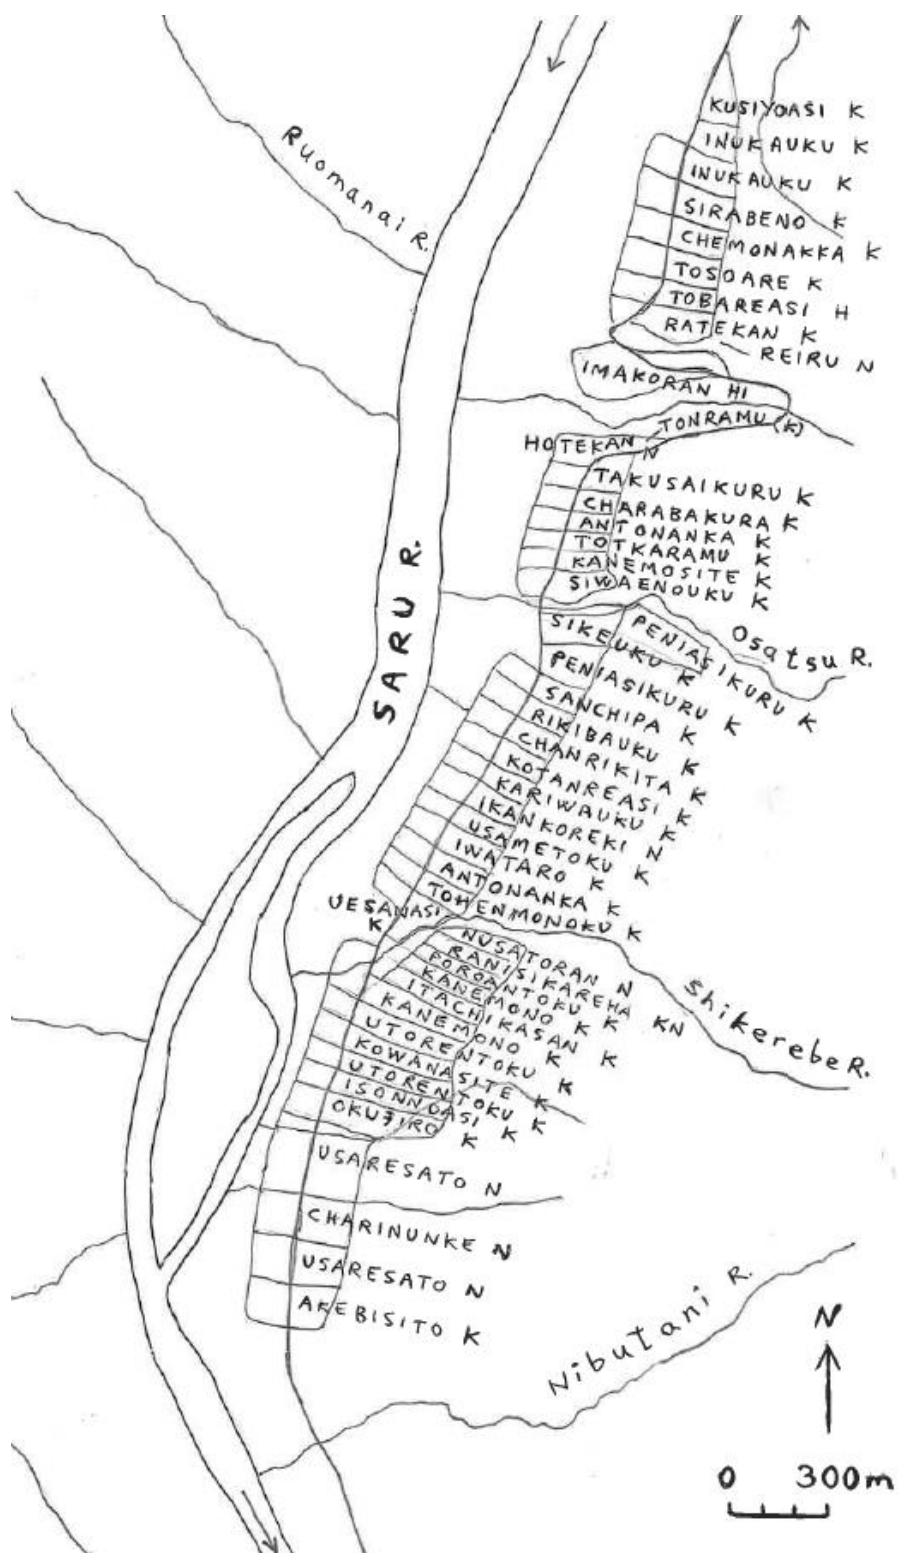 KUSIYOASI K
INUKAUKU K
INUKAUKU K
Ruomanai R.
SIRABENO K
CHEMONAKKA K
TOSOARE K
TOBAREASI H
RATEKAN K
REIRU N
IMAKORAN HI
TONRAMU (K)
HOTEKAN N
TAKUSAIKURU K
CHARABAKURA K
ANTONANKA K
TOTKARAMU K
KANEMOSITE K
SIWAENOUKU K
SARU R.
Osatsu R.
SIKEUKU K
PENIASIKURU K
PENIASIKURU K
SANCHIPA K
RIKIBAUKU K
CHANRIKITA K
KOTANREASI K
KARIWAUKU K
IKANKOREKI N
USAMETOKU K
IWATARO K
ANTONANKA K
TOHENMONOKU K
UESANASI K
NUSATORAN N
RANISIKAREHA KN
POROANTOKU K
KANEMONO K
ITACHIKASAN K
KANEMONO K
UTORENTOKU K
KOWANASITE K
UTORENTOKU K
ISONNOASI K
OKUJIRO K
Shikerebe R.
USARESATO N
CHARINUNKE N
USARESATO N
AKEBISITO K
Nibutani R.
N
0 300m